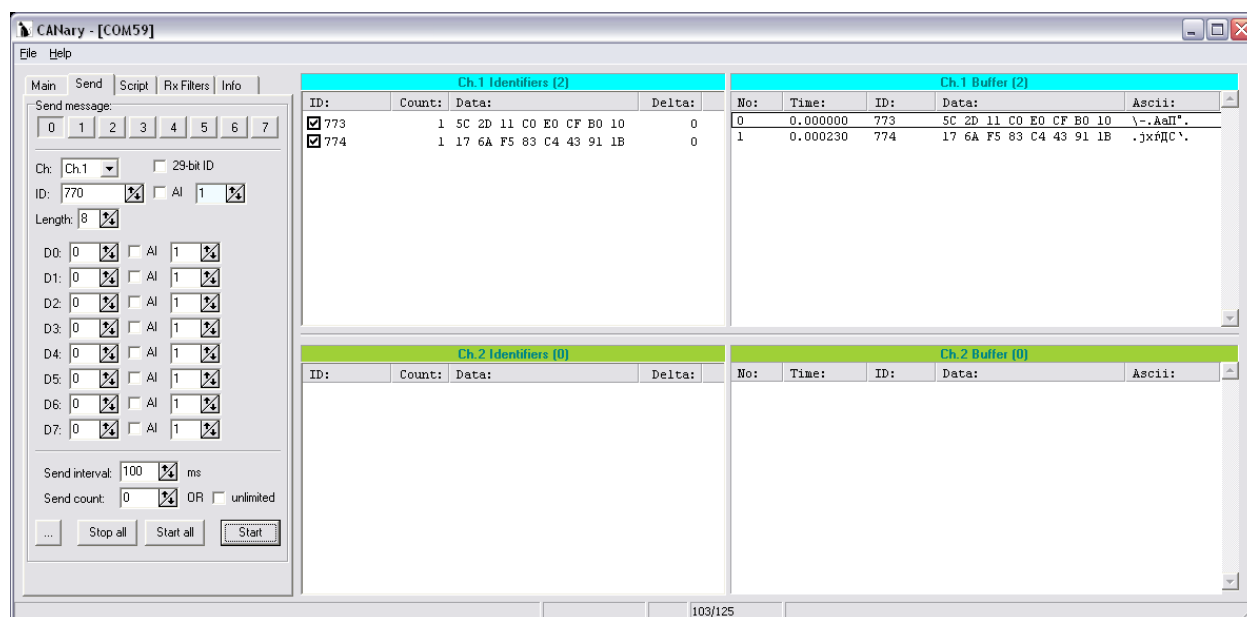 CANary - [COM59]
File Help
Main Send Script Rx Filters Info
Send message:
0 1 2 3 4 5 6 7
Ch: Ch.1 29-bit ID
ID: 770 AI 1
Length: 8
D0: 0 AI 1
D1: 0 AI 1
D2: 0 AI 1
D3: 0 AI 1
D4: 0 AI 1
D5: 0 AI 1
D6: 0 AI 1
D7: 0 AI 1
Send interval: 100 ms
Send count: 0 OR unlimited
... Stop all Start all Start
Ch.1 Identifiers (2)
ID: Count: Data: Delta:
773 1 5C 2D 11 C0 E0 CF B0 10 0
774 1 17 6A F5 83 C4 43 91 1B 0
Ch.1 Buffer (2)
No: Time: ID: Data: Ascii:
0 0.000000 773 5C 2D 11 C0 E0 CF B0 10 \-.АаП°.
1 0.000230 774 17 6A F5 83 C4 43 91 1B .jхѓДC‘.
Ch.2 Identifiers (0)
ID: Count: Data: Delta:
Ch.2 Buffer (0)
No: Time: ID: Data: Ascii:
103/125